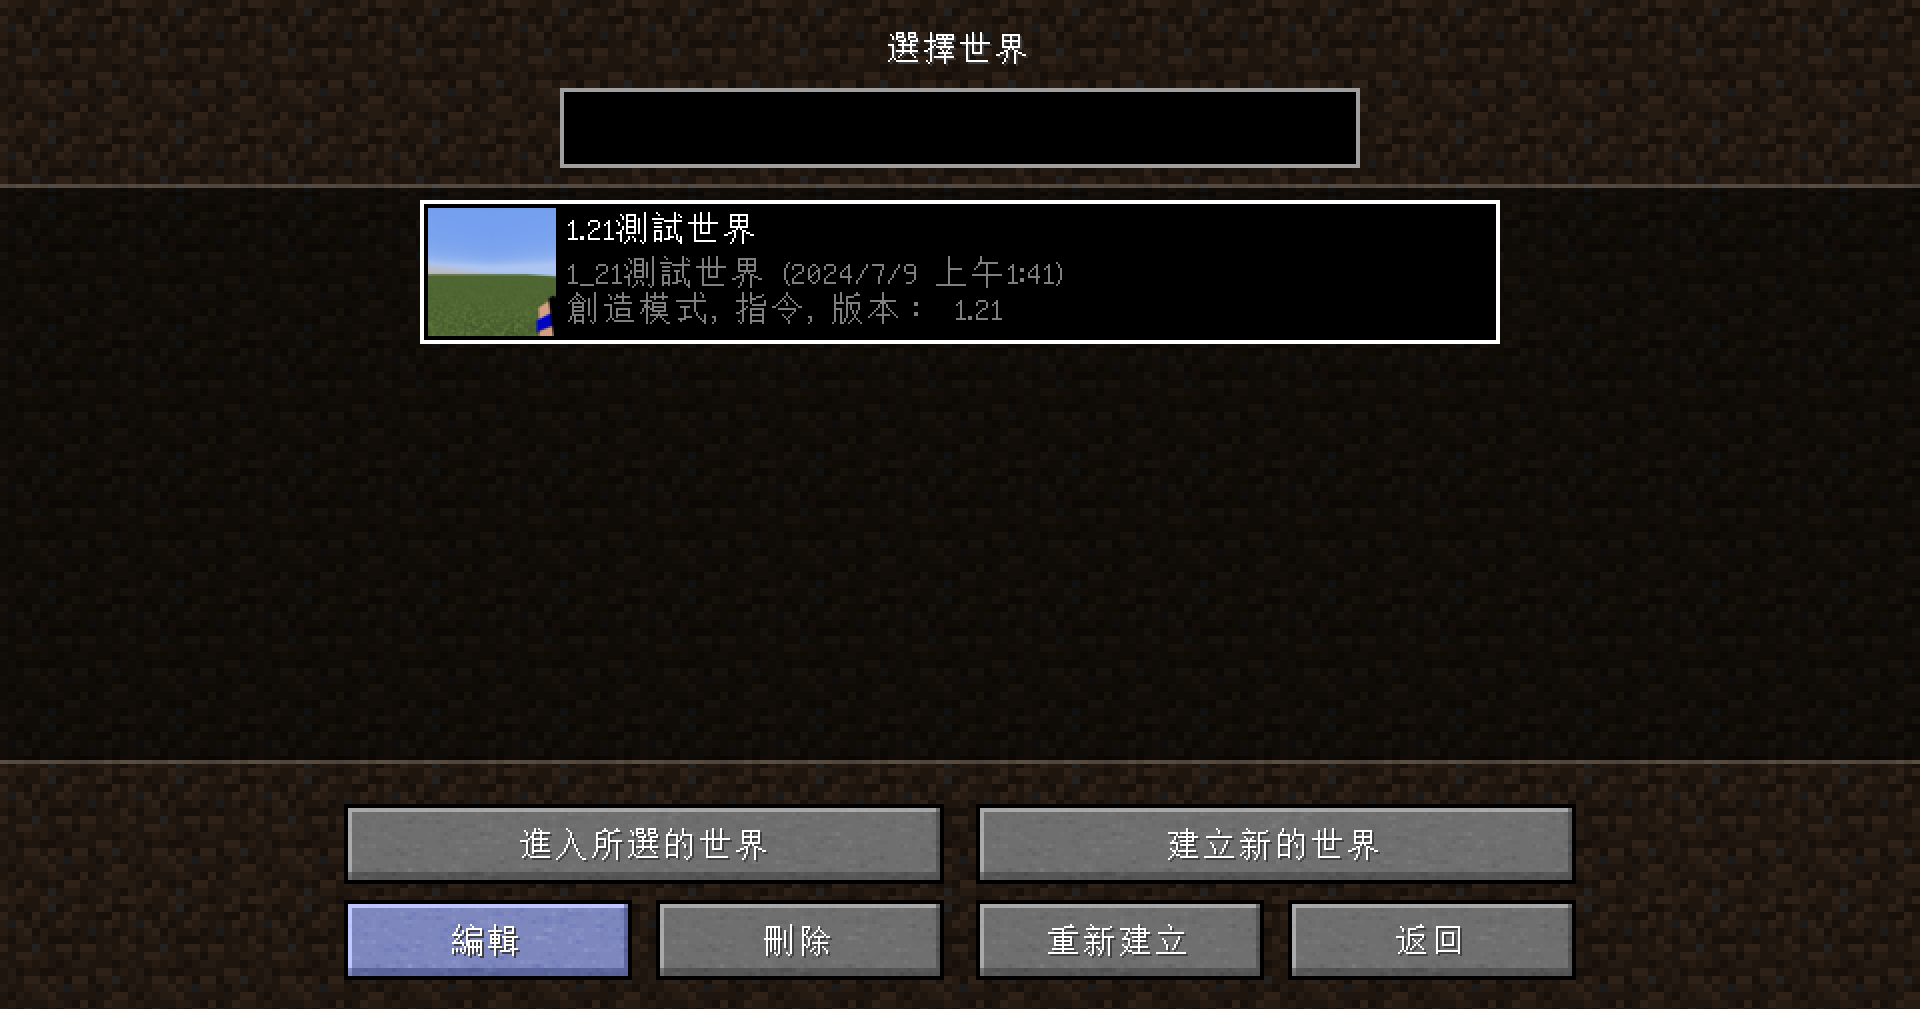 選擇世界
1.21測試世界
1_21測試世界 (2024/7/9 上午1:41)
創造模式, 指令, 版本： 1.21
進入所選的世界
建立新的世界
編輯
刪除
重新建立
返回